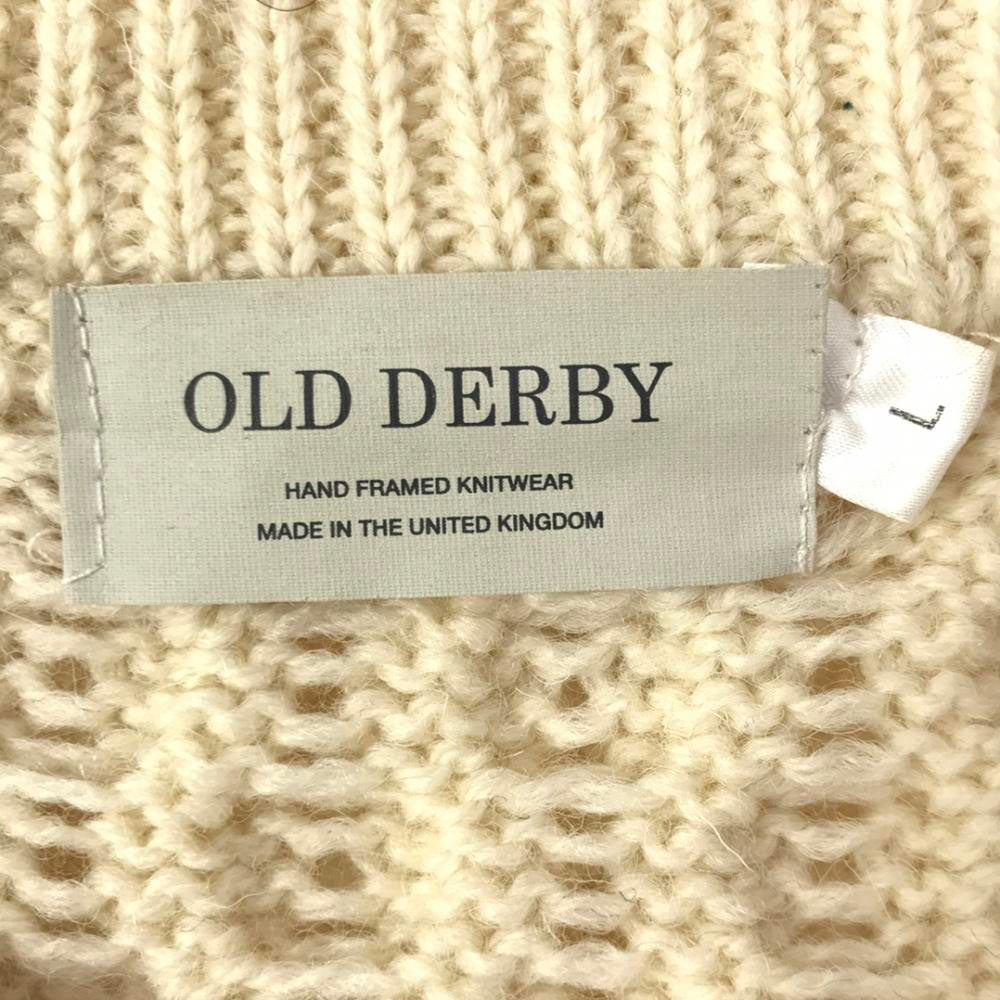 OLD DERBY
HAND FRAMED KNITWEAR
MADE IN THE UNITED KINGDOM
L